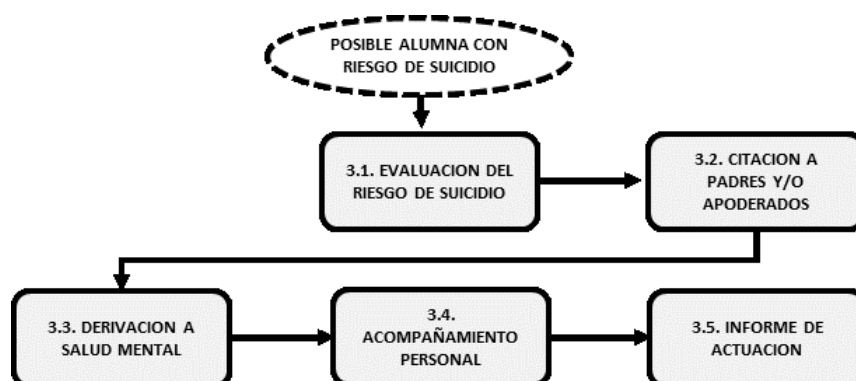 POSIBLE ALUMNA CON
RIESGO DE SUICIDIO
3.1. EVALUACION DEL
RIESGO DE SUICIDIO
3.2. CITACION A
PADRES Y/O
APODERADOS
3.3. DERIVACION A
SALUD MENTAL
3.4.
ACOMPAÑAMIENTO
PERSONAL
3.5. INFORME DE
ACTUACION